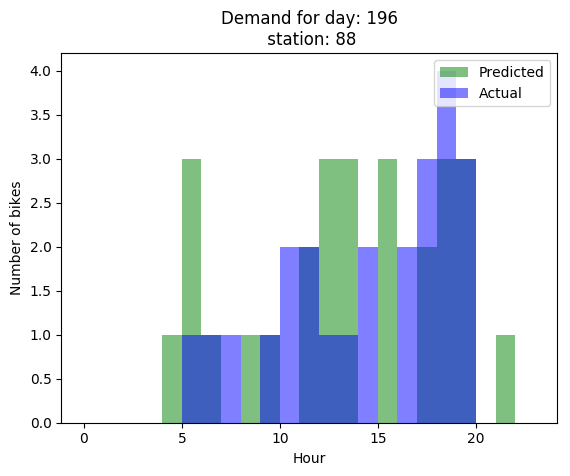 Demand for day: 196
station: 88
Predicted
Actual
4.0
3.5
3.0
2.5
2.0
1.5
1.0
0.5
0.0
Number of bikes
0 5 10 15 20
Hour